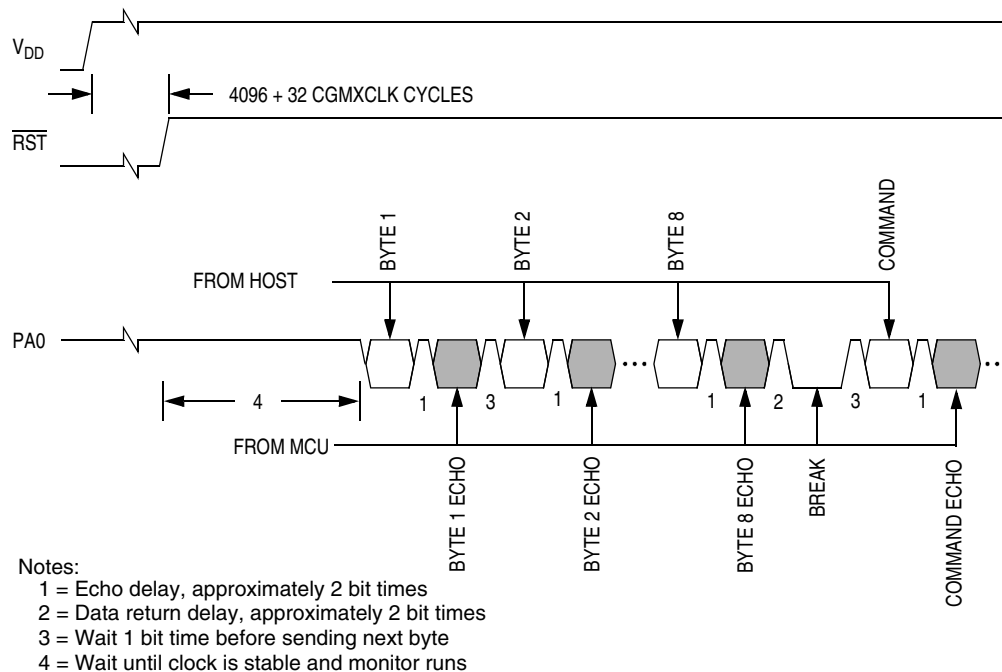 VDD
4096 + 32 CGMXCLK CYCLES
RST
BYTE 1
BYTE 2
BYTE 8
COMMAND
FROM HOST
PA0
1
3
1
1
2
3
1
4
FROM MCU
BYTE 1 ECHO
BYTE 2 ECHO
BYTE 8 ECHO
BREAK
COMMAND ECHO
Notes:
1 = Echo delay, approximately 2 bit times
2 = Data return delay, approximately 2 bit times
3 = Wait 1 bit time before sending next byte
4 = Wait until clock is stable and monitor runs